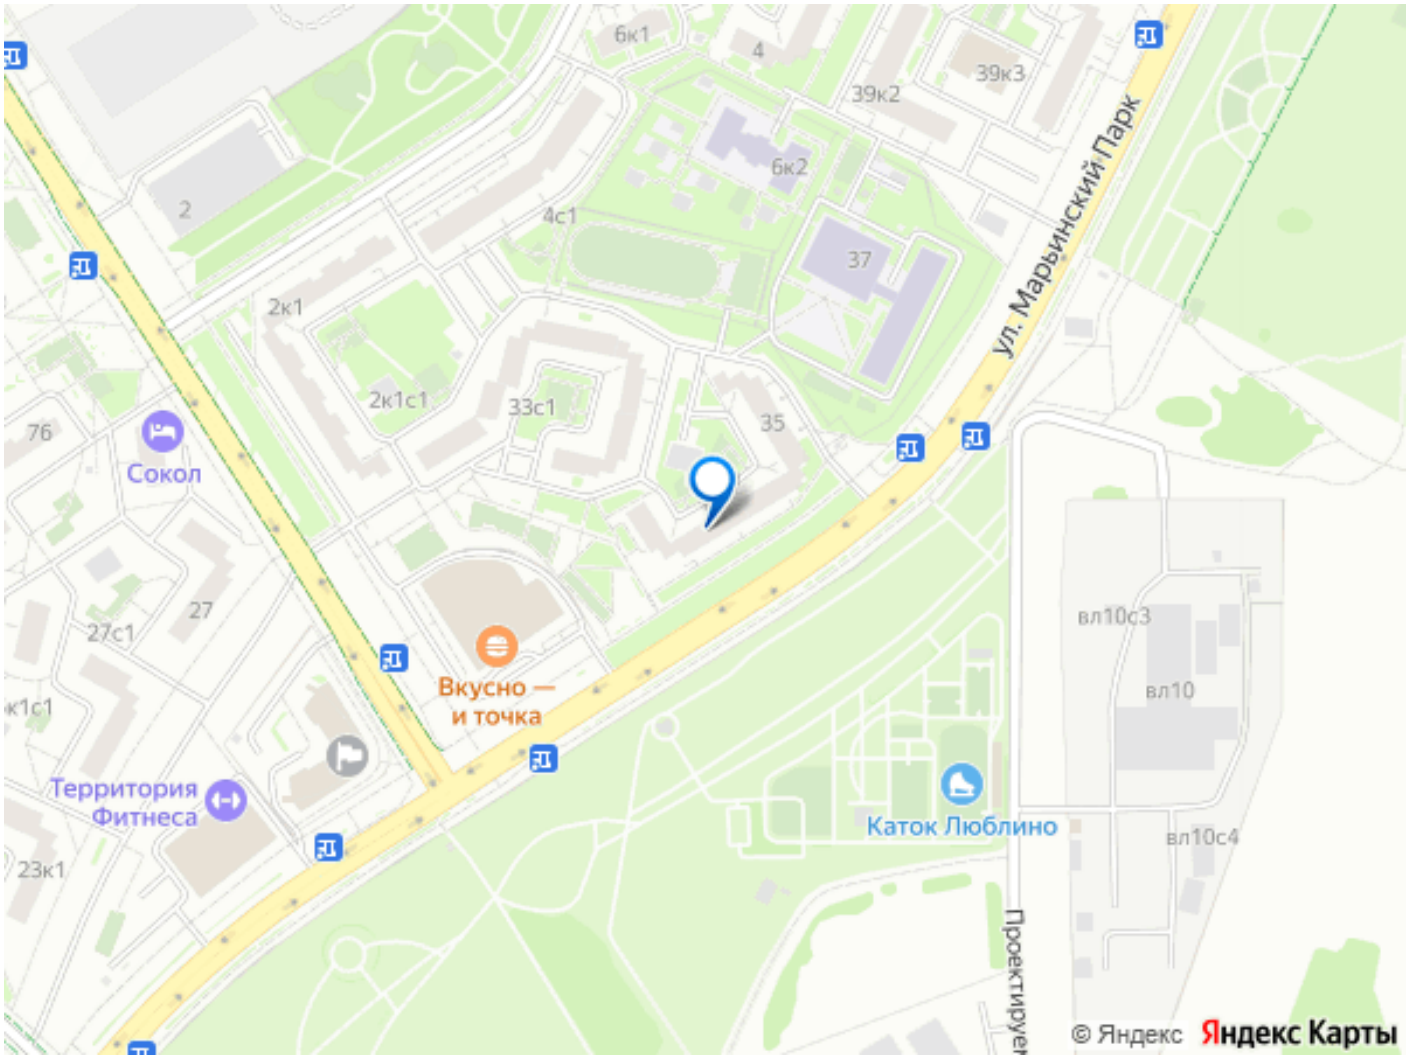 6к1
4
39к3
39к2
ул. Марьинский Парк
6к2
2
4с1
37
2к1
2к1с1
33с1
35
76
Сокол
27
27с1
вл10с3
вл10
к1с1
Вкусно —
и точка
Территория
Фитнеса
Каток Люблино
вл10с4
23к1
Проектируем
© Яндекс
Яндекс Карты